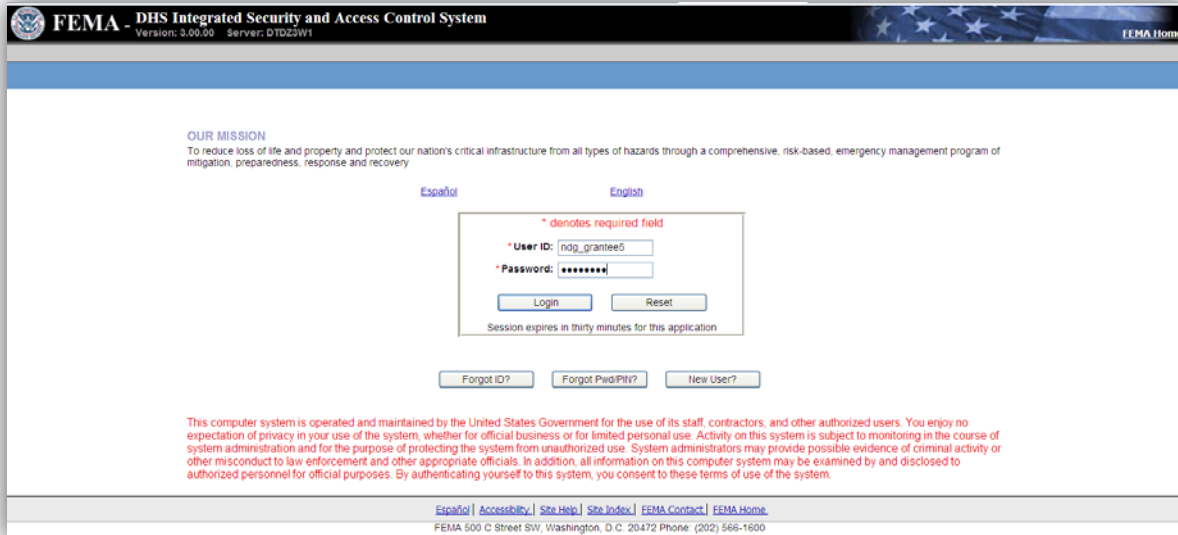 FEMA - DHS Integrated Security and Access Control System
Version: 3.00.00 Server: DTDZ3W1
FEMA Home
OUR MISSION
To reduce loss of life and property and protect our nation's critical infrastructure from all types of hazards through a comprehensive, risk-based, emergency management program of
mitigation, preparedness, response and recovery
Español English
* denotes required field
* User ID: ndg_grantee5
* Password: ••••••••
Login Reset
Session expires in thirty minutes for this application
Forgot ID? Forgot Pwd/PIN? New User?
This computer system is operated and maintained by the United States Government for the use of its staff, contractors, and other authorized users. You enjoy no
expectation of privacy in your use of the system, whether for official business or for limited personal use. Activity on this system is subject to monitoring in the course of
system administration and for the purpose of protecting the system from unauthorized use. System administrators may provide possible evidence of criminal activity or
other misconduct to law enforcement and other appropriate officials. In addition, all information on this computer system may be examined by and disclosed to
authorized personnel for official purposes. By authenticating yourself to this system, you consent to these terms of use of the system.
Español | Accessibility | Site Help | Site Index | FEMA Contact | FEMA Home
FEMA 500 C Street SW, Washington, D.C. 20472 Phone: (202) 566-1600